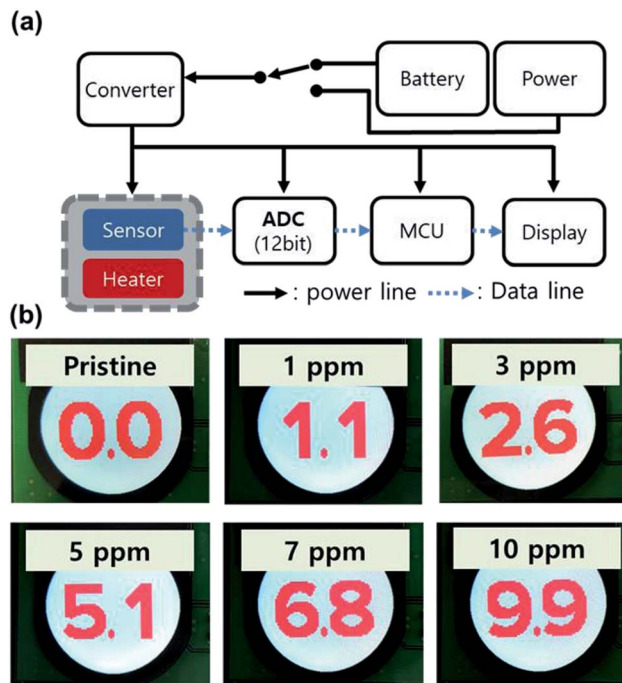 (a)
Converter
Battery
Power
Sensor
Heater
ADC
(12bit)
MCU
Display
: power line
: Data line
(b)
Pristine
1 ppm
3 ppm
0.0
1.1
2.6
5 ppm
7 ppm
10 ppm
5.1
6.8
9.9